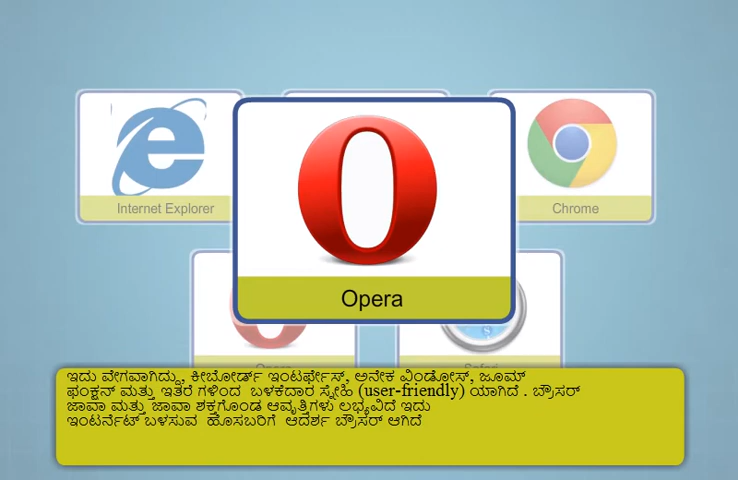 Internet Explorer
Chrome
Opera
ಇದು ವೇಗವಾಗಿದ್ದು, ಕೀಬೋರ್ಡ್ ಇಂಟರ್ಫೇಸ್, ಅನೇಕ ವಿಂಡೋಸ್, ಜೂಮ್
ಫಂಕ್ಷನ್ ಮತ್ತು ಇತರೆ ಗಳಿಂದ ಬಳಕೆದಾರ ಸ್ನೇಹಿ (user-friendly) ಯಾಗಿದೆ . ಬ್ರೌಸರ್
ಜಾವಾ ಮತ್ತು ಜಾವಾ ಶಕ್ತಗೊಂಡ ಆವೃತ್ತಿಗಳು ಲಭ್ಯವಿದೆ ಇದು
ಇಂಟರ್ನೆಟ್ ಬಳಸುವ ಹೊಸಬರಿಗೆ ಆದರ್ಶ ಬ್ರೌಸರ್ ಆಗಿದೆ